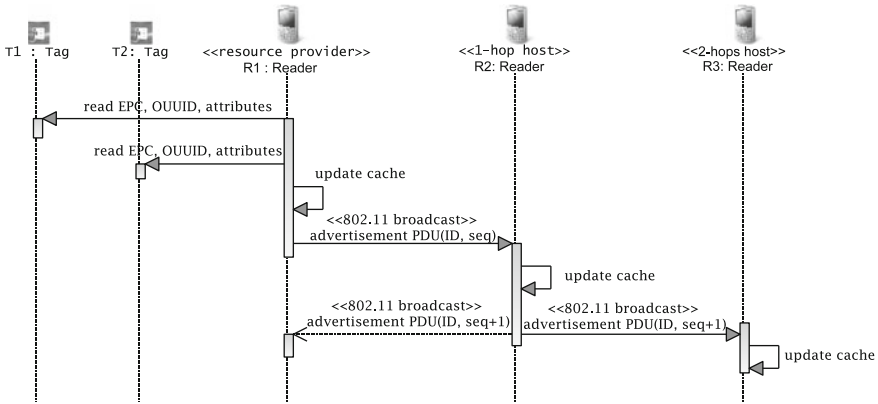 T1 : Tag
T2: Tag
<<resource provider>>
R1 : Reader
<<1-hop host>>
R2: Reader
<<2-hops host>>
R3: Reader
read EPC, OUUID, attributes
read EPC, OUUID, attributes
update cache
<<802.11 broadcast>>
advertisement PDU(ID, seq)
update cache
<<802.11 broadcast>>
advertisement PDU(ID, seq+1)
<<802.11 broadcast>>
advertisement PDU(ID, seq+1)
update cache